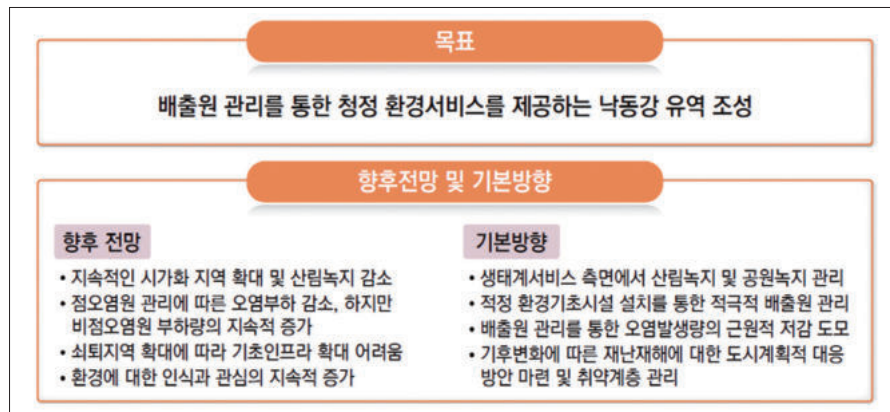 목표
배출원 관리를 통한 청정 환경서비스를 제공하는 낙동강 유역 조성
향후전망 및 기본방향
향후 전망
• 지속적인 시가화 지역 확대 및 산림녹지 감소
• 점오염원 관리에 따른 오염부하 감소, 하지만
비점오염원 부하량의 지속적 증가
• 쇠퇴지역 확대에 따라 기초인프라 확대 어려움
• 환경에 대한 인식과 관심의 지속적 증가
기본방향
• 생태계서비스 측면에서 산림녹지 및 공원녹지 관리
• 적정 환경기초시설 설치를 통한 적극적 배출원 관리
• 배출원 관리를 통한 오염발생량의 근원적 저감 도모
• 기후변화에 따른 재난재해에 대한 도시계획적 대응
방안 마련 및 취약계층 관리